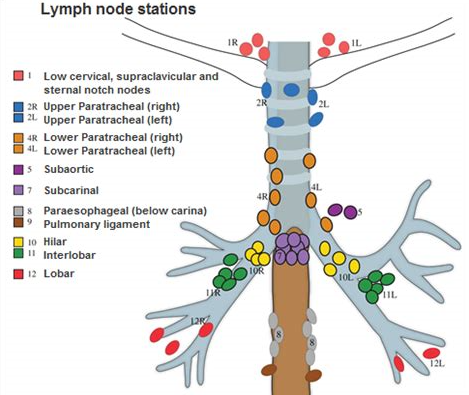 Lymph node stations
1 Low cervical, supraclavicular and
sternal notch nodes
2R Upper Paratracheal (right)
2L Upper Paratracheal (left)
4R Lower Paratracheal (right)
4L Lower Paratracheal (left)
5 Subaortic
7 Subcarinal
8 Paraesophageal (below carina)
9 Pulmonary ligament
10 Hilar
11 Interlobar
12 Lobar
1R
1L
2R
2L
4R
4L
5
7
10R
10L
11R
11L
12R
8
8
12L